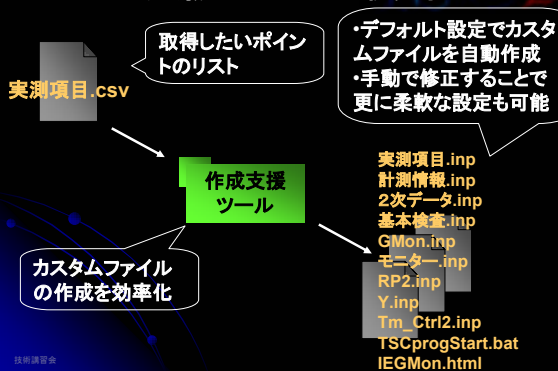 取得したいポイン
トのリスト
実測項目.csv
・デフォルト設定でカスタ
ムファイルを自動作成
・手動で修正することで
更に柔軟な設定も可能
作成支援
ツール
カスタムファイル
の作成を効率化
実測項目.inp
計測情報.inp
2次データ.inp
基本検査.inp
GMon.inp
モニター.inp
RP2.inp
Y.inp
Tm_Ctrl2.inp
TSCprogStart.bat
IEGMon.html
技術講習会